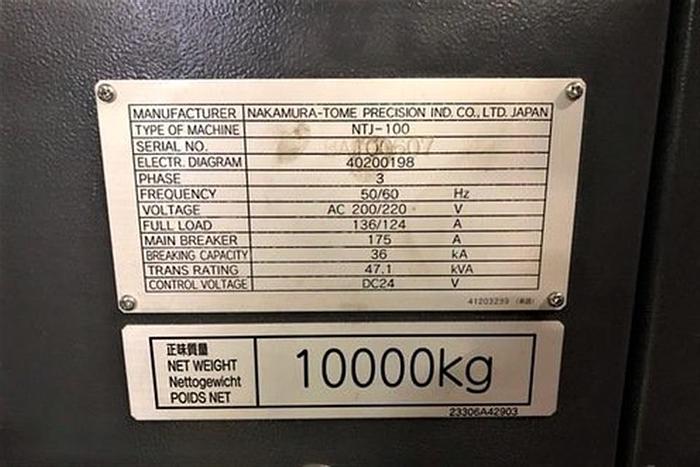 MANUFACTURER NAKAMURA-TOME PRECISION IND. CO., LTD. JAPAN
TYPE OF MACHINE NTJ-100
SERIAL NO.
ELECTR. DIAGRAM 40200198
PHASE 3
FREQUENCY 50/60 Hz
VOLTAGE AC 200/220 V
FULL LOAD 136/124 A
MAIN BREAKER 175 A
BREAKING CAPACITY 36 kA
TRANS RATING 47.1 kVA
CONTROL VOLTAGE DC24 V
41203239
正味質量
NET WEIGHT
Nettogewicht
POIDS NET
10000kg
23306A42903